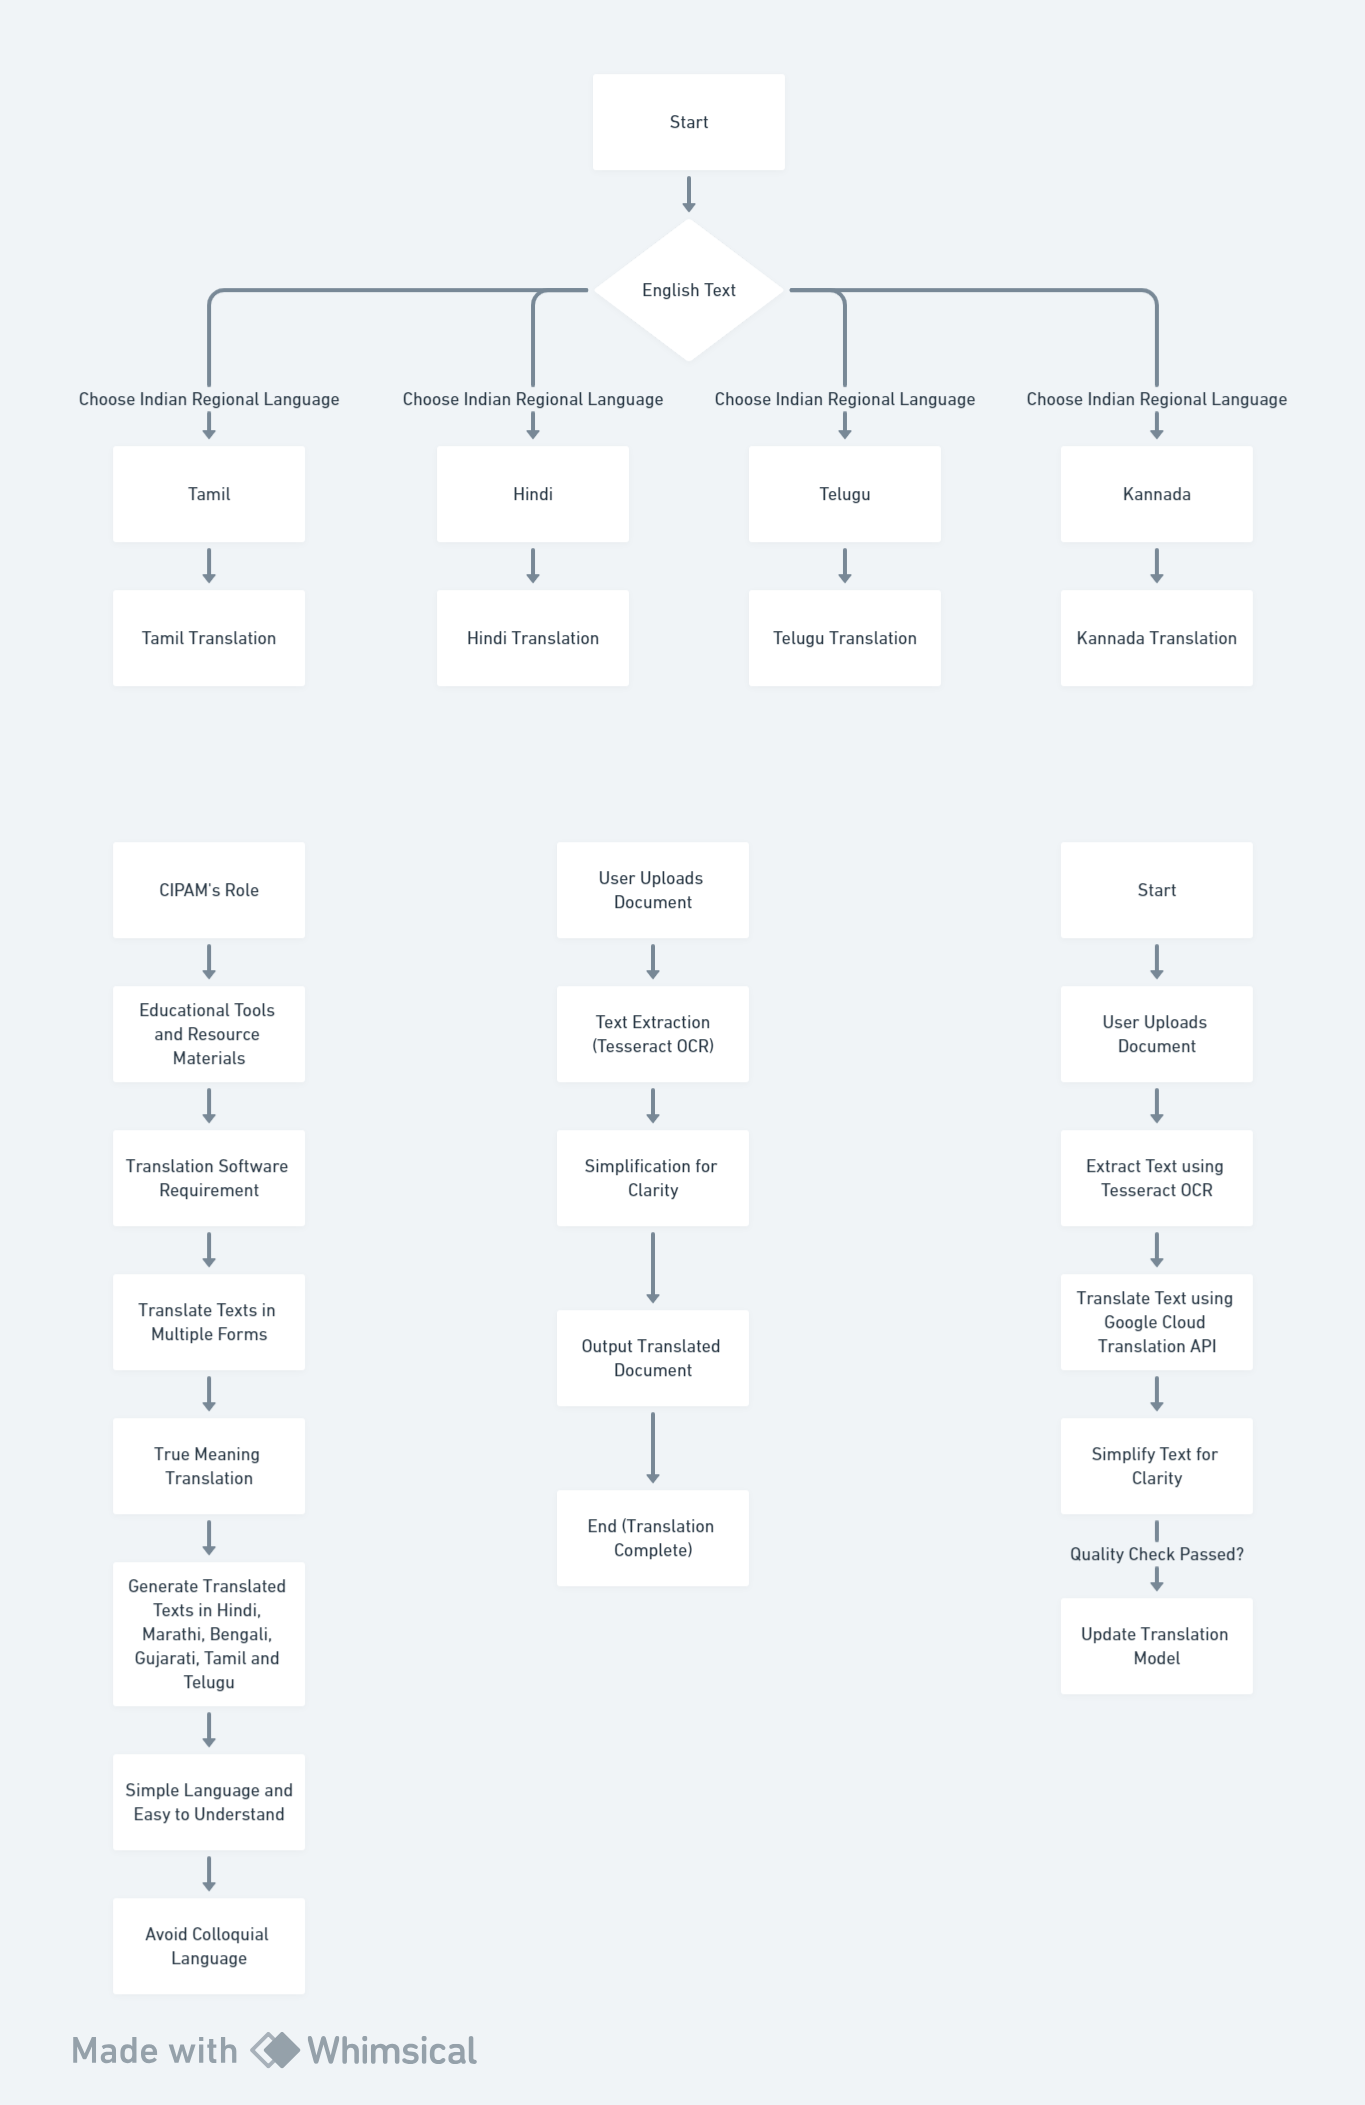 Start
English Text
Choose Indian Regional Language
Choose Indian Regional Language
Choose Indian Regional Language
Choose Indian Regional Language
Tamil
Hindi
Telugu
Kannada
Tamil Translation
Hindi Translation
Telugu Translation
Kannada Translation
CIPAM's Role
Educational Tools
and Resource
Materials
Translation Software
Requirement
Translate Texts in
Multiple Forms
True Meaning
Translation
Generate Translated
Texts in Hindi,
Marathi, Bengali,
Gujarati, Tamil and
Telugu
Simple Language and
Easy to Understand
Avoid Colloquial
Language
User Uploads
Document
Text Extraction
(Tesseract OCR)
Simplification for
Clarity
Output Translated
Document
End (Translation
Complete)
Start
User Uploads
Document
Extract Text using
Tesseract OCR
Translate Text using
Google Cloud
Translation API
Simplify Text for
Clarity
Quality Check Passed?
Update Translation
Model
Made with Whimsical